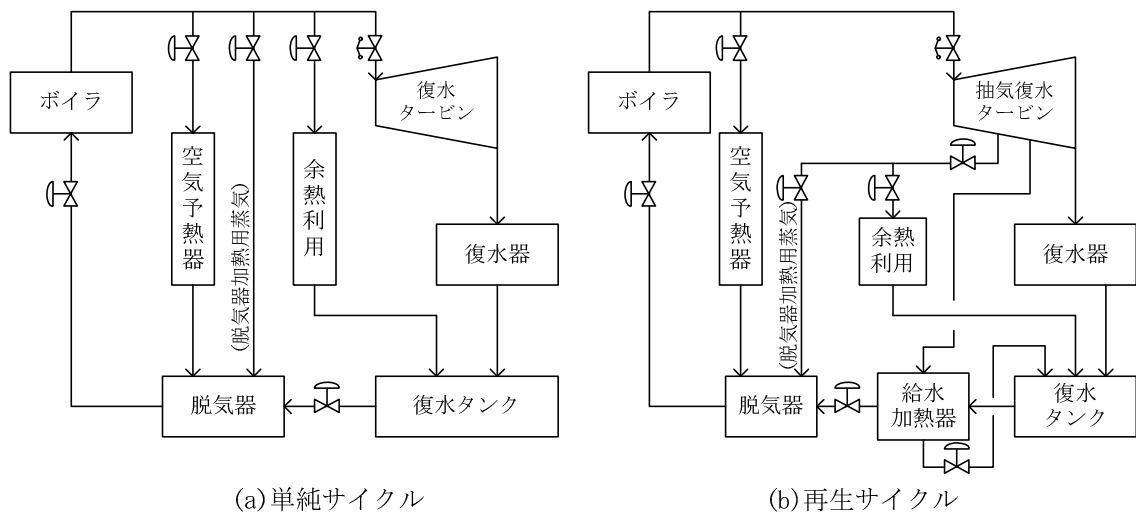 ボイラ
空気予熱器
(脱気器加熱用蒸気)
余熱利用
復水
タービン
復水器
脱気器
復水タンク
(a)単純サイクル
ボイラ
空気予熱器
(脱気器加熱用蒸気)
余熱
利用
抽気復水
タービン
復水器
脱気器
給水
加熱器
復水
タンク
(b)再生サイクル